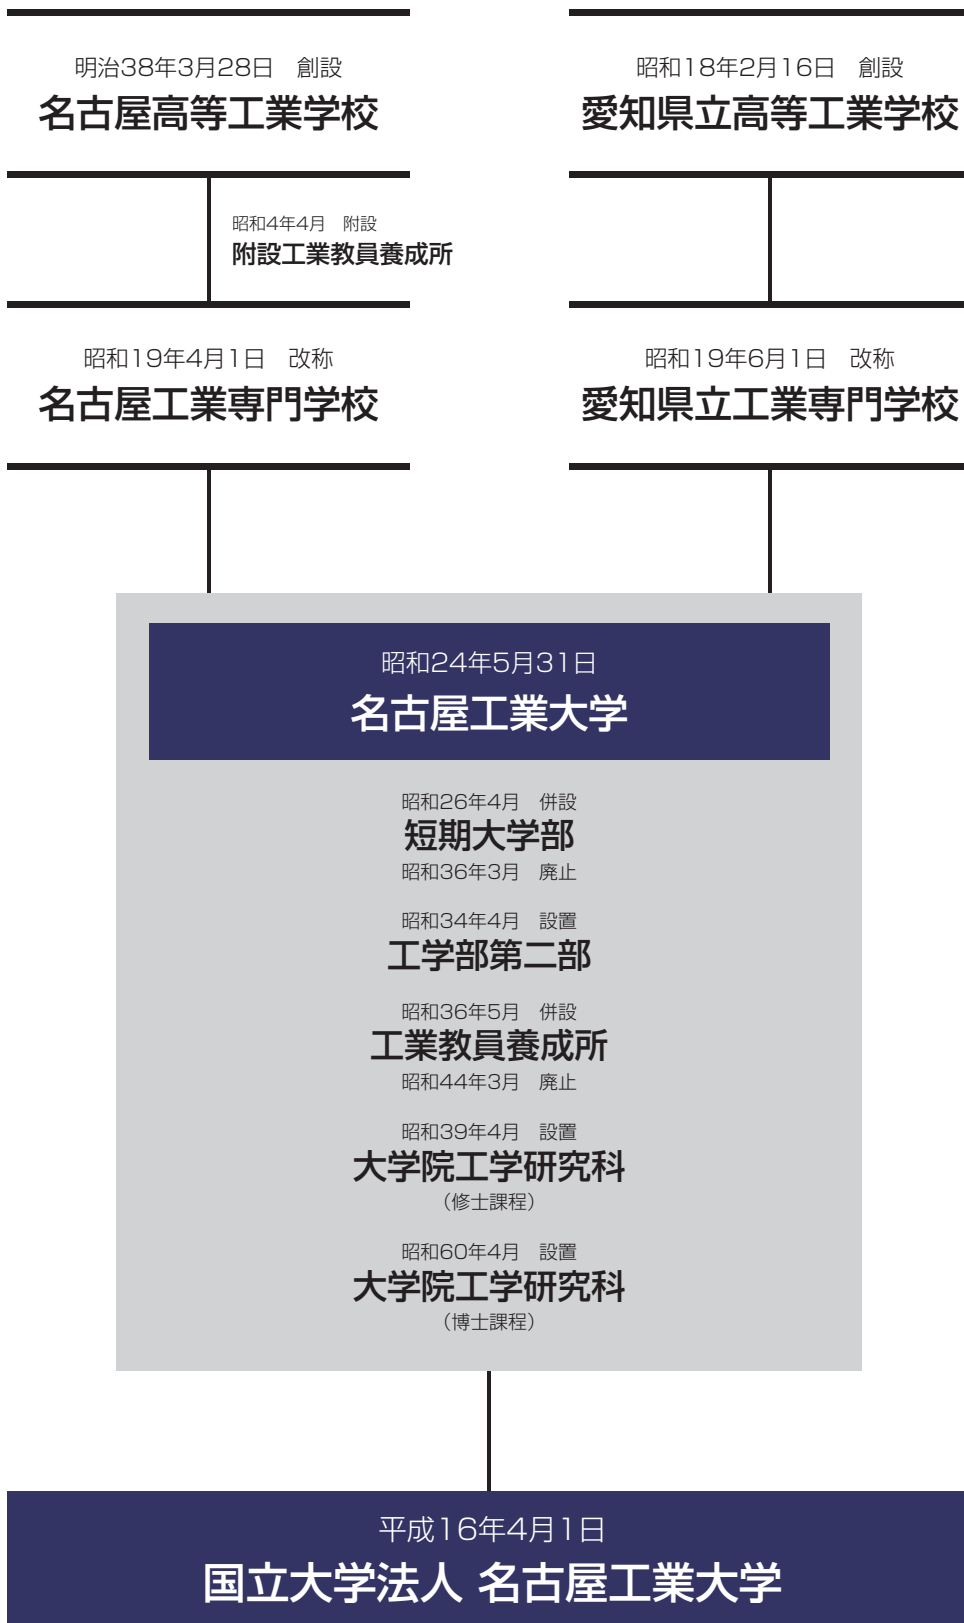 明治38年3月28日　創設
名古屋高等工業学校
昭和4年4月　附設
附設工業教員養成所
昭和19年4月1日　改称
名古屋工業専門学校
昭和18年2月16日　創設
愛知県立高等工業学校
昭和19年6月1日　改称
愛知県立工業専門学校
昭和24年5月31日
名古屋工業大学
昭和26年4月　併設
短期大学部
昭和36年3月　廃止
昭和34年4月　設置
工学部第二部
昭和36年5月　併設
工業教員養成所
昭和44年3月　廃止
昭和39年4月　設置
大学院工学研究科
（修士課程）
昭和60年4月　設置
大学院工学研究科
（博士課程）
平成16年4月1日
国立大学法人 名古屋工業大学